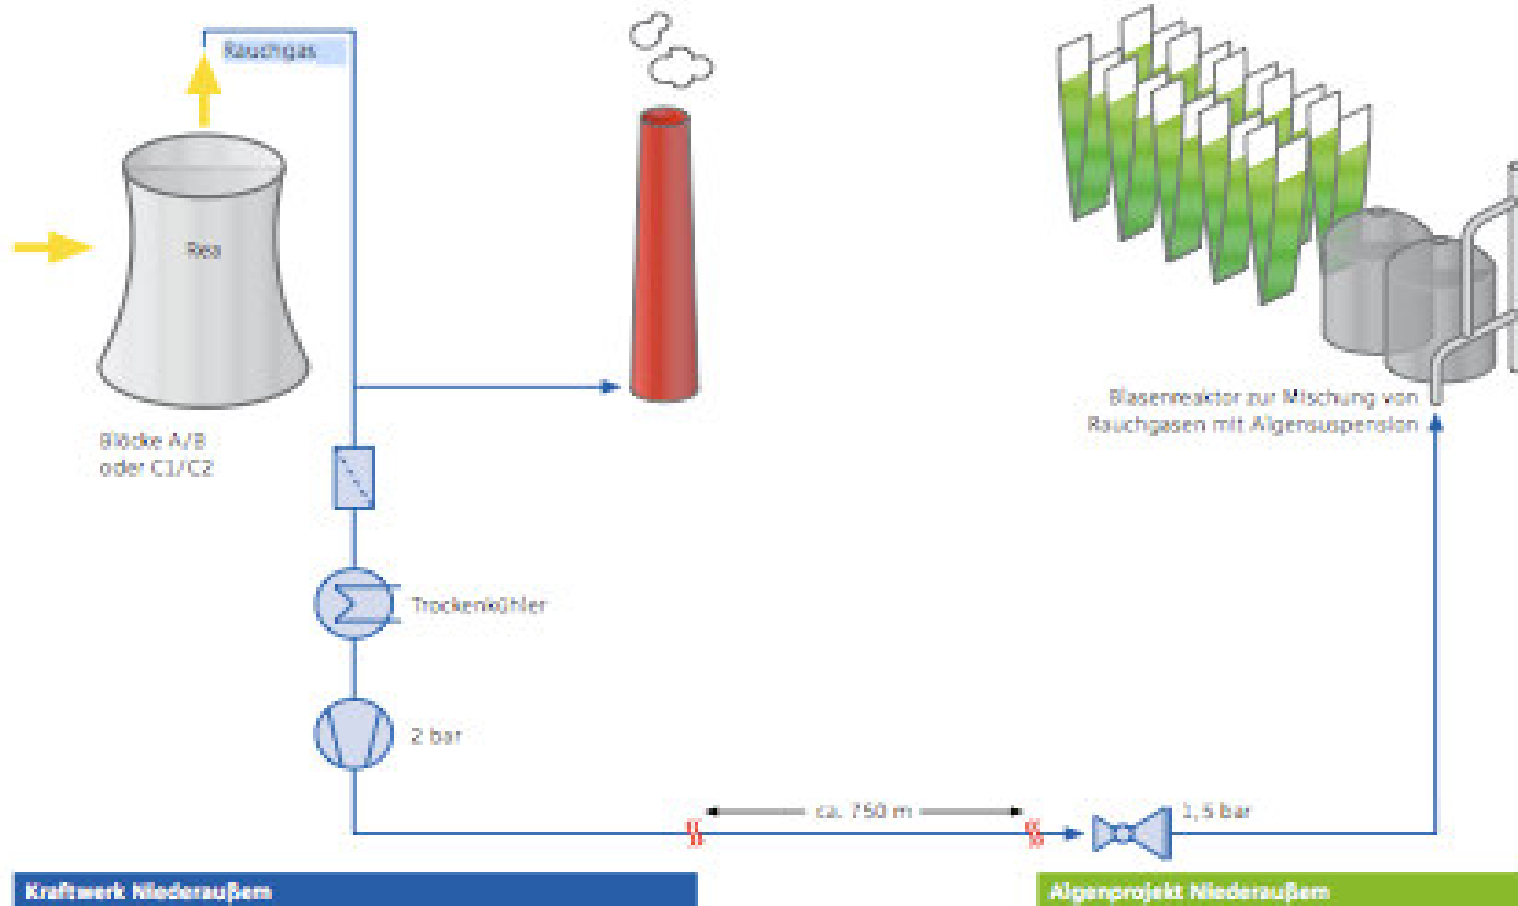 Rauchgas
Rea
Blöcke A/B
oder C1/C2
Blasenreaktor zur Mischung von
Rauchgasen mit Algensuspension
Trockenkühler
2 bar
ca. 750 m
1,5 bar
Kraftwerk Niederaußem
Algenprojekt Niederaußem